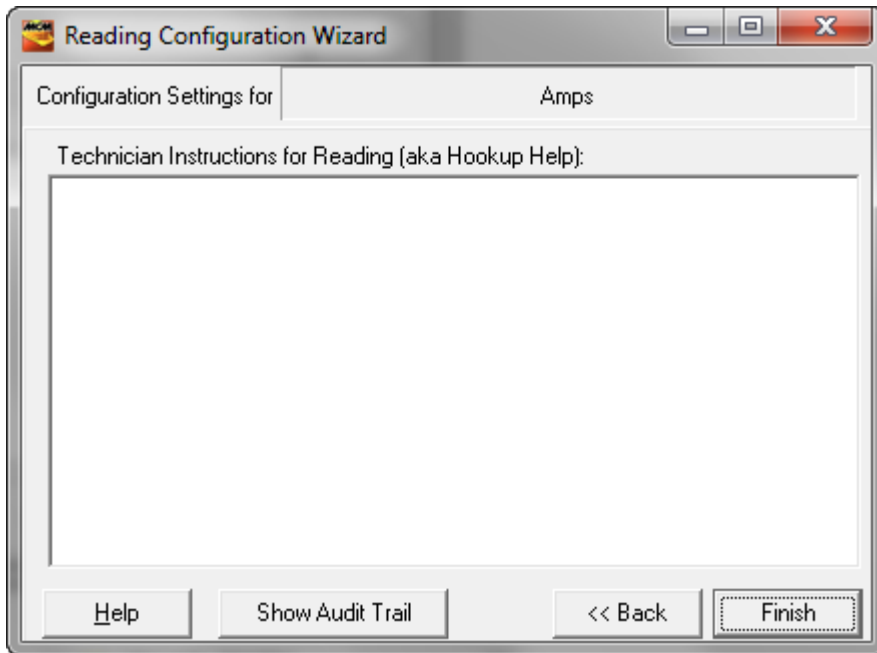 MCM
Reading Configuration Wizard
Configuration Settings for Amps
Technician Instructions for Reading (aka Hookup Help):
Help Show Audit Trail << Back Finish